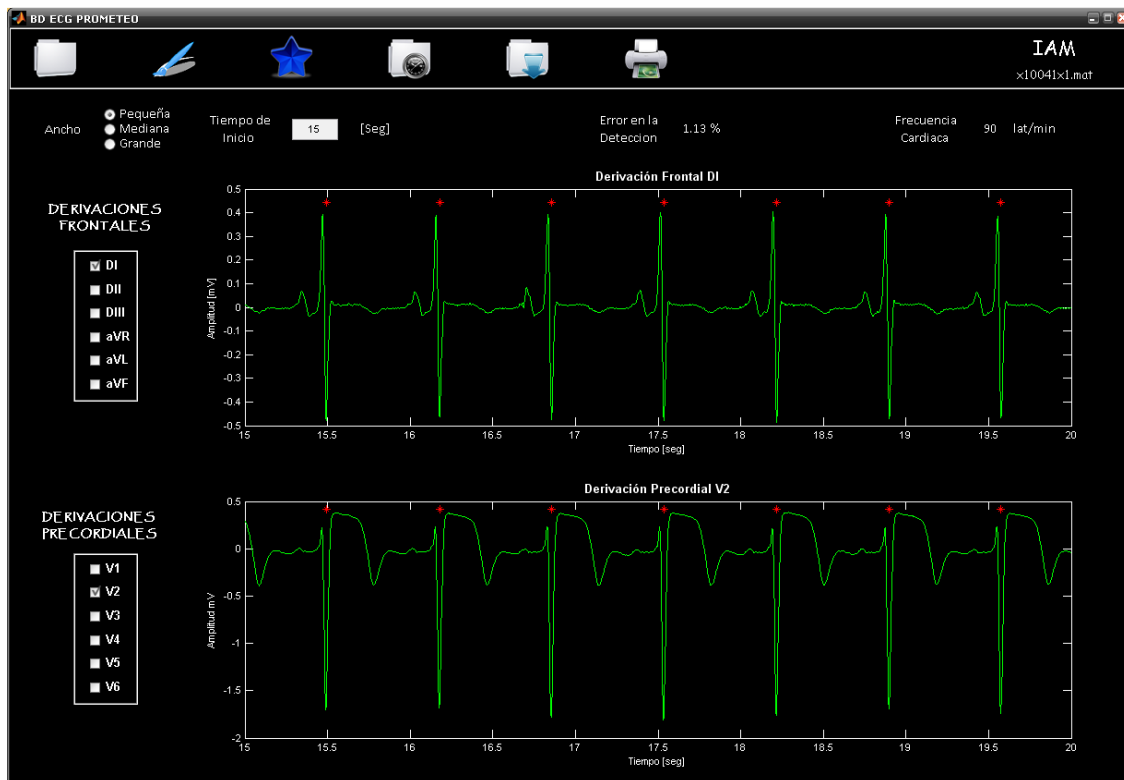 BD ECG PROMETEO
IAM
x10041x1.mat
Ancho
Pequeña
Mediana
Grande
Tiempo de
Inicio
15
[Seg]
Error en la
Deteccion
1.13 %
Frecuencia
Cardiaca
90
lat/min
DERIVACIONES
FRONTALES
DI
DII
DIII
aVR
aVL
aVF
Derivación Frontal DI
Amplitud [mV]
0.5
0.4
0.3
0.2
0.1
0
-0.1
-0.2
-0.3
-0.4
-0.5
15 15.5 16 16.5 17 17.5 18 18.5 19 19.5 20
Tiempo [seg]
DERIVACIONES
PRECORDIALES
V1
V2
V3
V4
V5
V6
Derivación Precordial V2
Amplitud mV
0.5
0
-0.5
-1
-1.5
-2
15 15.5 16 16.5 17 17.5 18 18.5 19 19.5 20
Tiempo [seg]